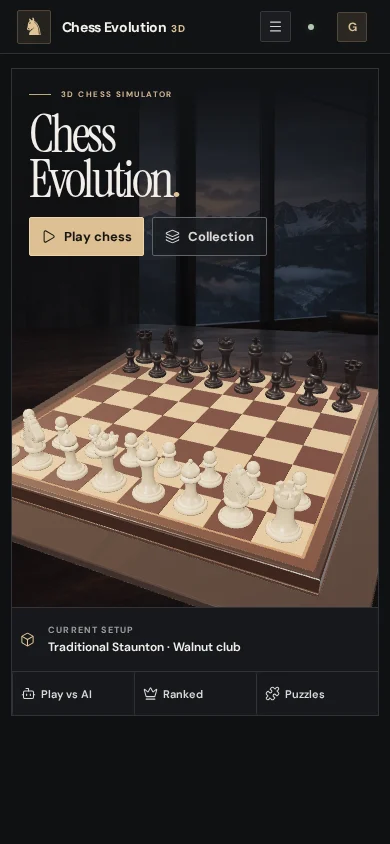 Chess Evolution 3D
G
3D CHESS SIMULATOR
Chess
Evolution.
Play chess
Collection
CURRENT SETUP
Traditional Staunton · Walnut club
Play vs AI
Ranked
Puzzles